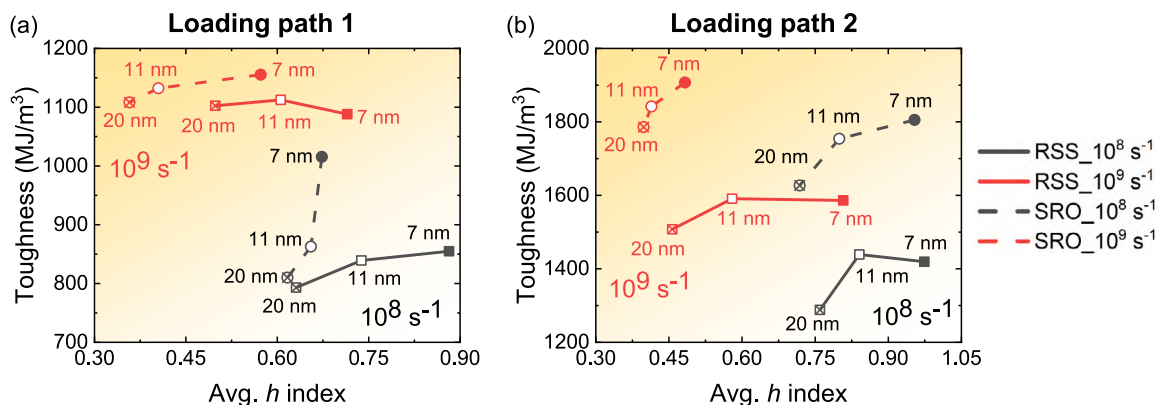 (a) Loading path 1
Toughness (MJ/m³)
1200
1100
1000
900
800
700
0.30 0.45 0.60 0.75 0.90
Avg. h index
11 nm
7 nm
20 nm
20 nm
11 nm
7 nm
10⁹ s⁻¹
7 nm
11 nm
20 nm
20 nm
11 nm
7 nm
10⁸ s⁻¹
(b) Loading path 2
Toughness (MJ/m³)
2000
1800
1600
1400
1200
0.30 0.45 0.60 0.75 0.90 1.05
Avg. h index
7 nm
11 nm
20 nm
7 nm
11 nm
20 nm
11 nm
7 nm
20 nm
10⁹ s⁻¹
7 nm
11 nm
20 nm
10⁸ s⁻¹
RSS_10⁸ s⁻¹
RSS_10⁹ s⁻¹
SRO_10⁸ s⁻¹
SRO_10⁹ s⁻¹